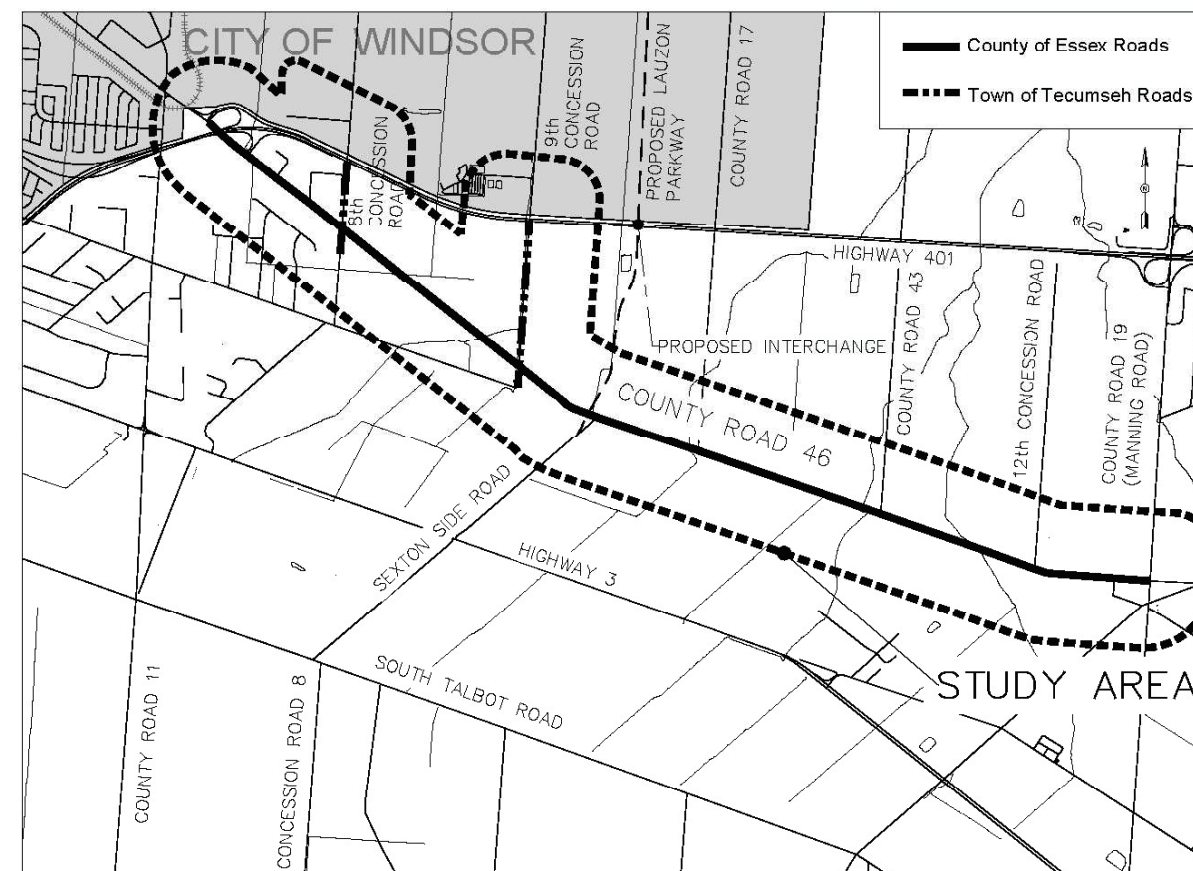 CITY OF WINDSOR
County of Essex Roads
Town of Tecumseh Roads
8th
CONCESSION
ROAD
9th
CONCESSION
ROAD
PROPOSED LAUZON
PARKWAY
COUNTY ROAD 17
HIGHWAY 401
PROPOSED INTERCHANGE
COUNTY ROAD 43
12th CONCESSION ROAD
COUNTY ROAD 19
(MANNING ROAD)
COUNTY ROAD 46
SEXTON SIDE ROAD
HIGHWAY 3
SOUTH TALBOT ROAD
STUDY AREA
COUNTY ROAD 11
CONCESSION ROAD 8